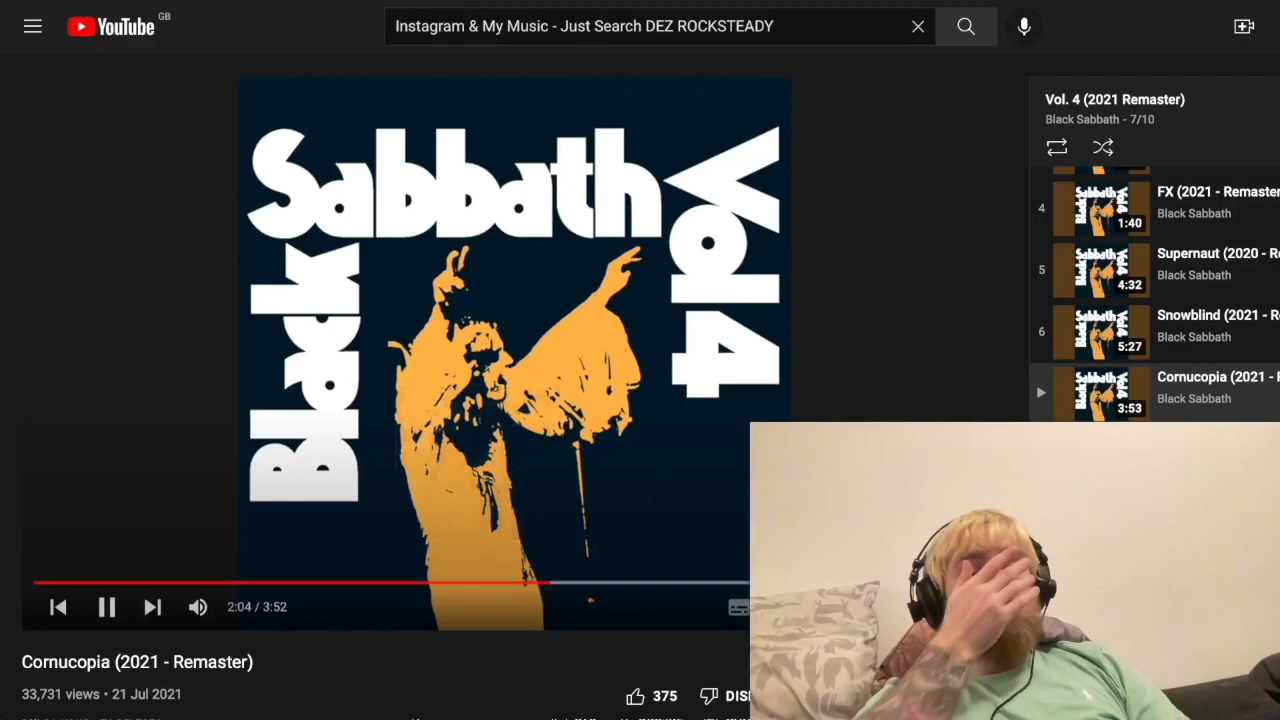 YouTube GB
Instagram & My Music - Just Search DEZ ROCKSTEADY
Black Sabbath Vol 4
Vol. 4 (2021 Remaster)
Black Sabbath - 7/10
4
FX (2021 - Remaster
Black Sabbath
1:40
5
Supernaut (2020 - R
Black Sabbath
4:32
6
Snowblind (2021 - R
Black Sabbath
5:27
Cornucopia (2021 - R
Black Sabbath
3:53
2:04 / 3:52
Cornucopia (2021 - Remaster)
33,731 views • 21 Jul 2021
375
DIS